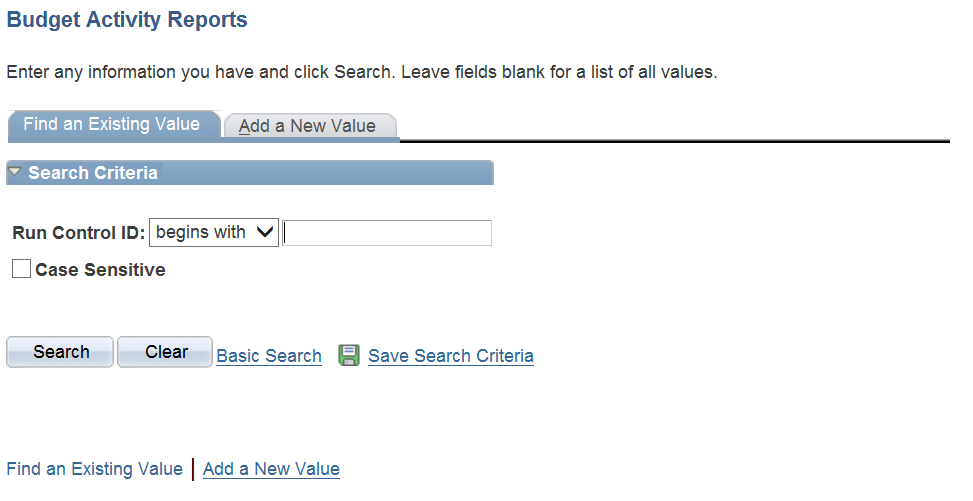 Budget Activity Reports
Enter any information you have and click Search. Leave fields blank for a list of all values.
Find an Existing Value Add a New Value
Search Criteria
Run Control ID: begins with
Case Sensitive
Search Clear Basic Search Save Search Criteria
Find an Existing Value Add a New Value